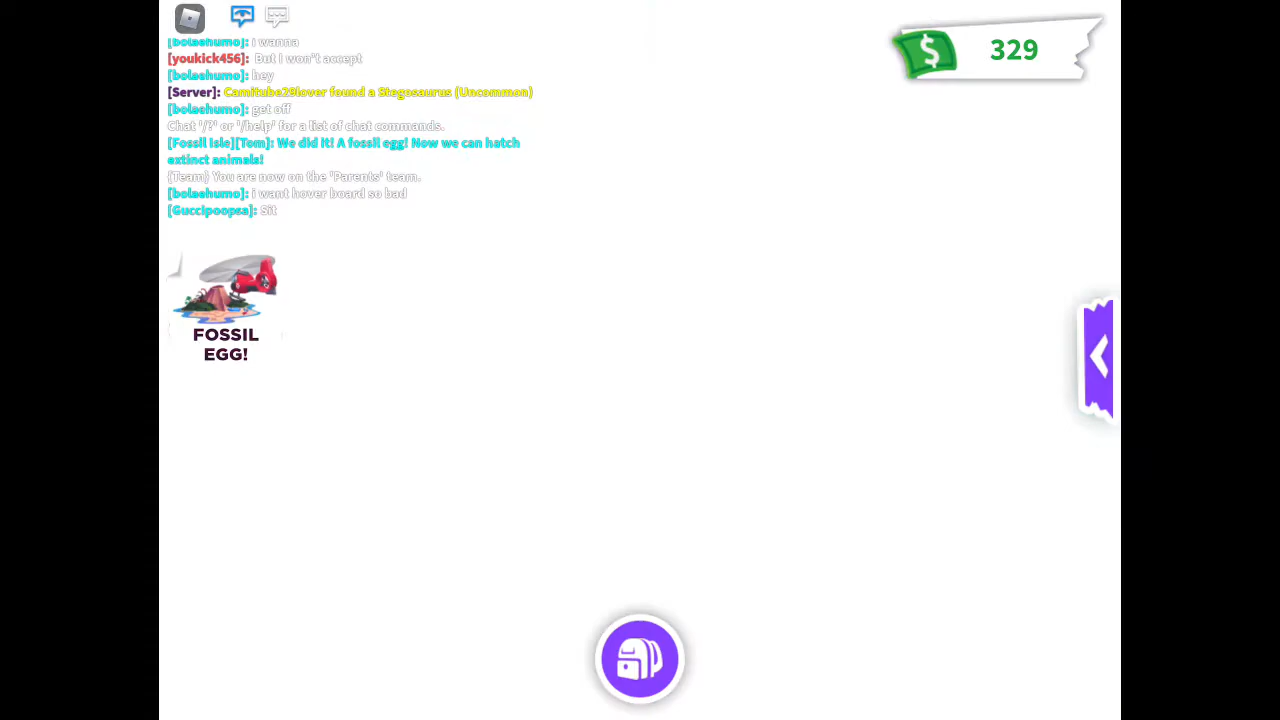 [bolaehumo]: i wanna
[youkick456]: But I won't accept
[bolaehumo]: hey
[Server]: Camitube29lover found a Stegosaurus (Uncommon)
[bolaehumo]: get off
Chat '/?' or '/help' for a list of chat commands.
[Fossil Isle][Tom]: We did it! A fossil egg! Now we can hatch
extinct animals!
{Team} You are now on the 'Parents' team.
[bolaehumo]: i want hover board so bad
[Guccipoopsa]: Sit
329
FOSSIL
EGG!